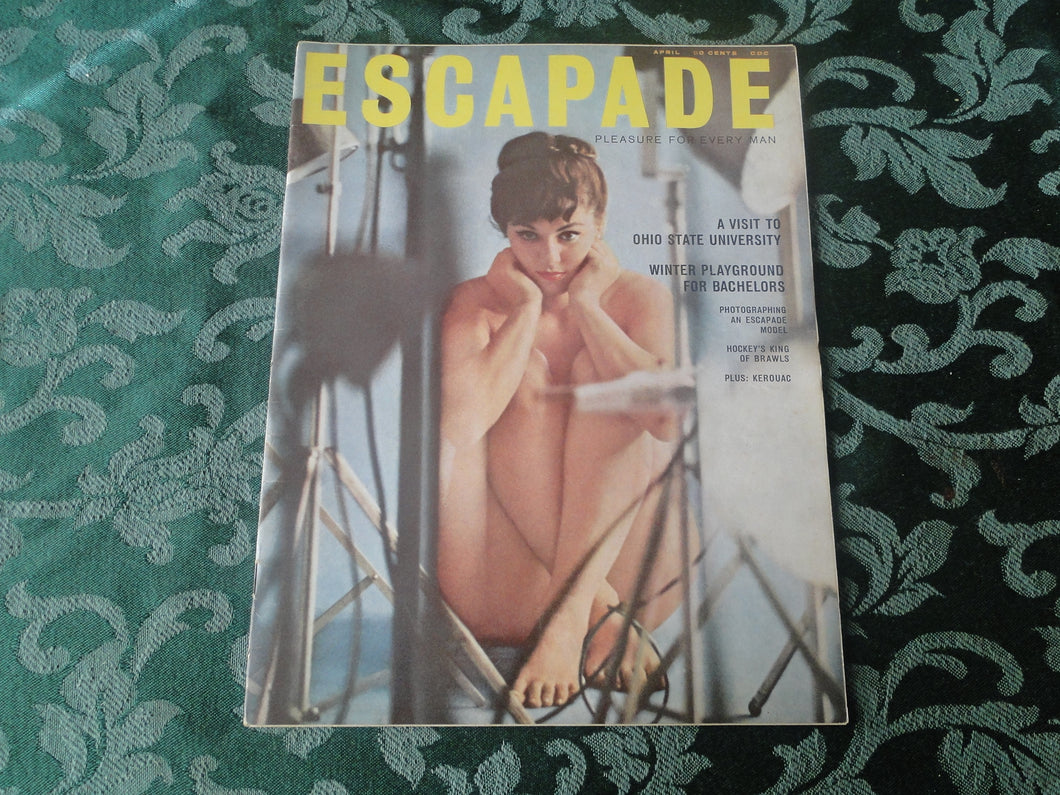 APRIL 50 CENTS CDC
ESCAPADE
PLEASURE FOR EVERY MAN
A VISIT TO
OHIO STATE UNIVERSITY
WINTER PLAYGROUND
FOR BACHELORS
PHOTOGRAPHING
AN ESCAPADE
MODEL
HOCKEY'S KING
OF BRAWLS
PLUS: KEROUAC